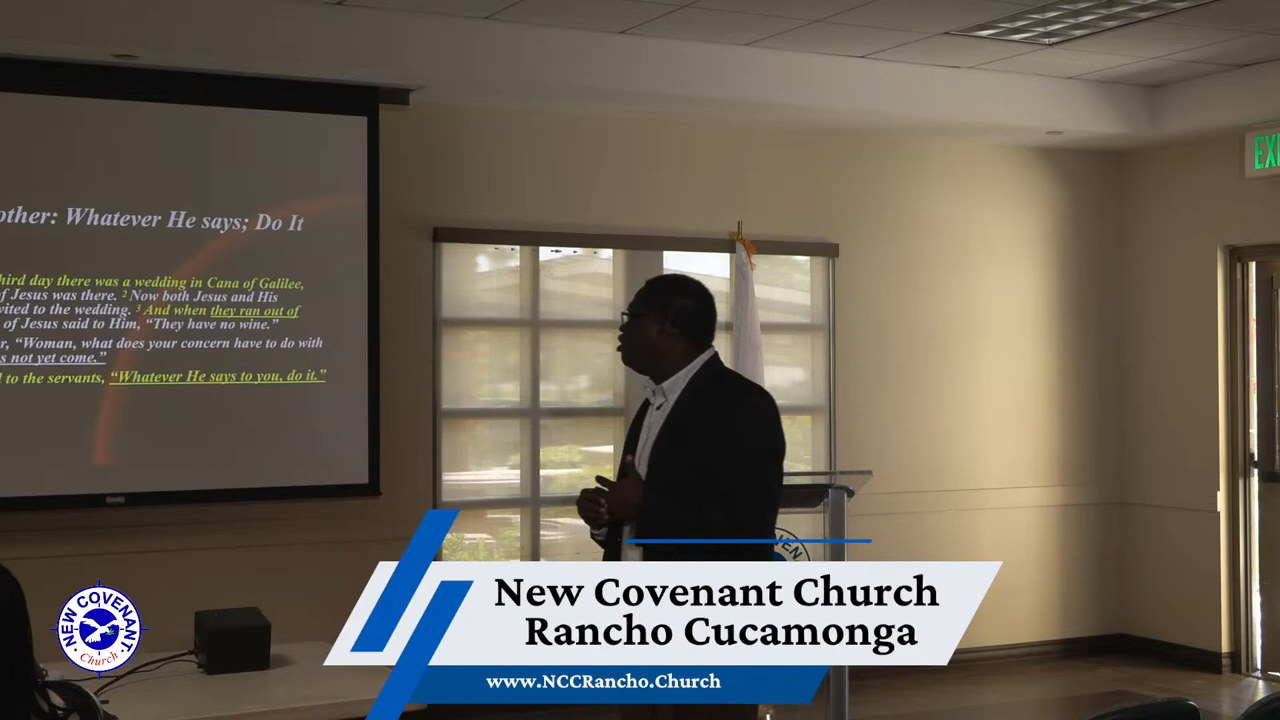 other: Whatever He says; Do It
hird day there was a wedding in Cana of Galilee,
of Jesus was there. 2 Now both Jesus and His
vited to the wedding. 3 And when they ran out of
of Jesus said to Him, “They have no wine.”
r, “Woman, what does your concern have to do with
s not yet come.”
d to the servants, “Whatever He says to you, do it.”
EXI
VEN
New Covenant Church
Rancho Cucamonga
www.NCCRancho.Church
NEW COVENANT
Church